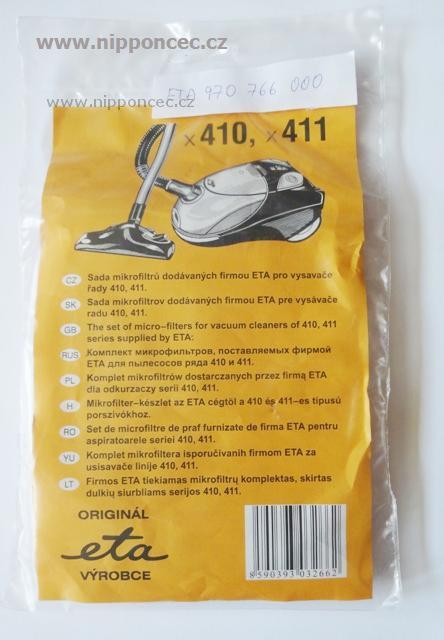 www.nipponcec.cz
ETA 970 766 000
www.nipponcec.cz
x 410, x 411
CZ Sada mikrofiltrů dodávaných firmou ETA pro vysavače
řady 410, 411.
SK Sada mikrofiltrov dodávaných firmou ETA pre vysávače
radu 410, 411.
GB The set of micro–filters for vacuum cleaners of 410, 411
series supplied by ETA:
RUS Комплект микрофильтров, поставляемых фирмой
ЕТА для пылесосов ряда 410 и 411.
PL Komplet mikrofiltrów dostarczanych przez firmą ETA
dla odkurzaczy serii 410, 411.
H Mikrofilter–készlet az ETA cégtöl a 410 és 411–es tipusú
porszívókhoz.
RO Set de microfiltre de praf furnizate de firma ETA pentru
aspiratoarele seriei 410, 411.
YU Komplet mikrofiltera isporučivanih firmom ETA za
usisavače linije 410, 411.
LT Firmos ETA tiekiamas mikrofiltrų komplektas, skirtas
dulkių siurbliams serijos 410, 411.
ORIGINÁL
eta
VÝROBCE
8590393032662